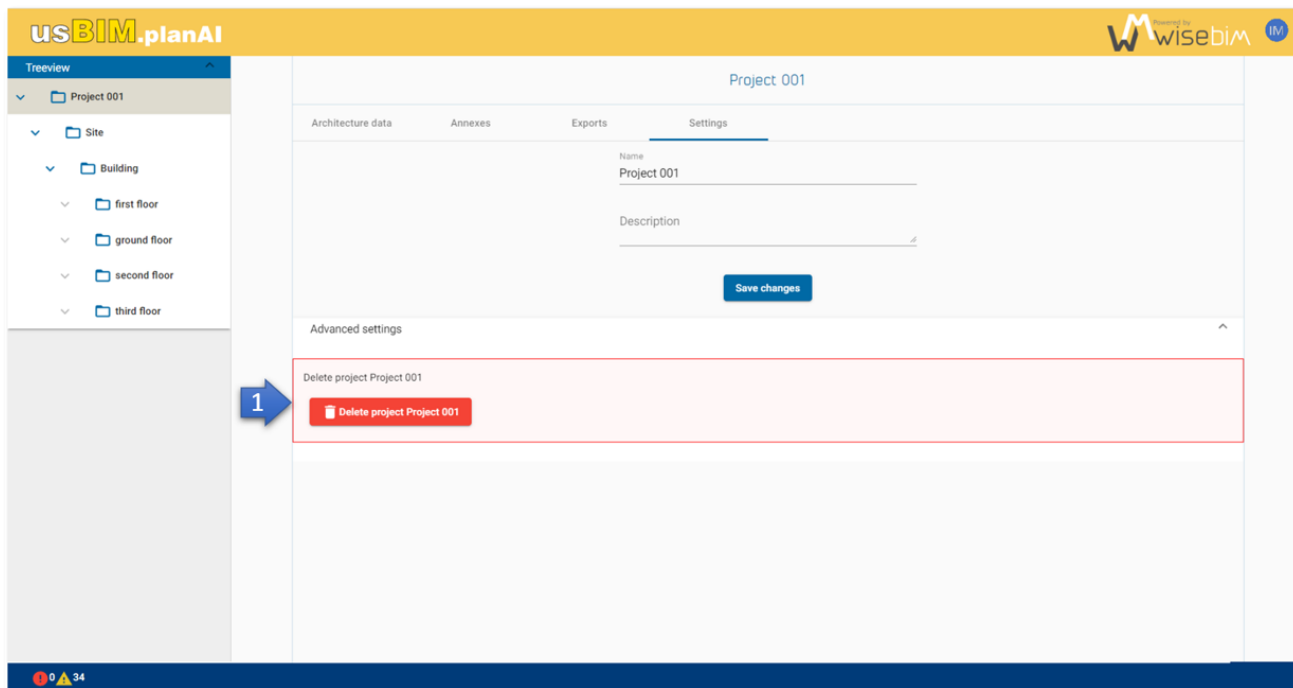 usBIM.planAI
Powered by
wisebim
IM
Treeview
Project 001
Site
Building
first floor
ground floor
second floor
third floor
Project 001
Architecture data Annexes Exports Settings
Name
Project 001
Description
Save changes
Advanced settings
Delete project Project 001
1
Delete project Project 001
0 34